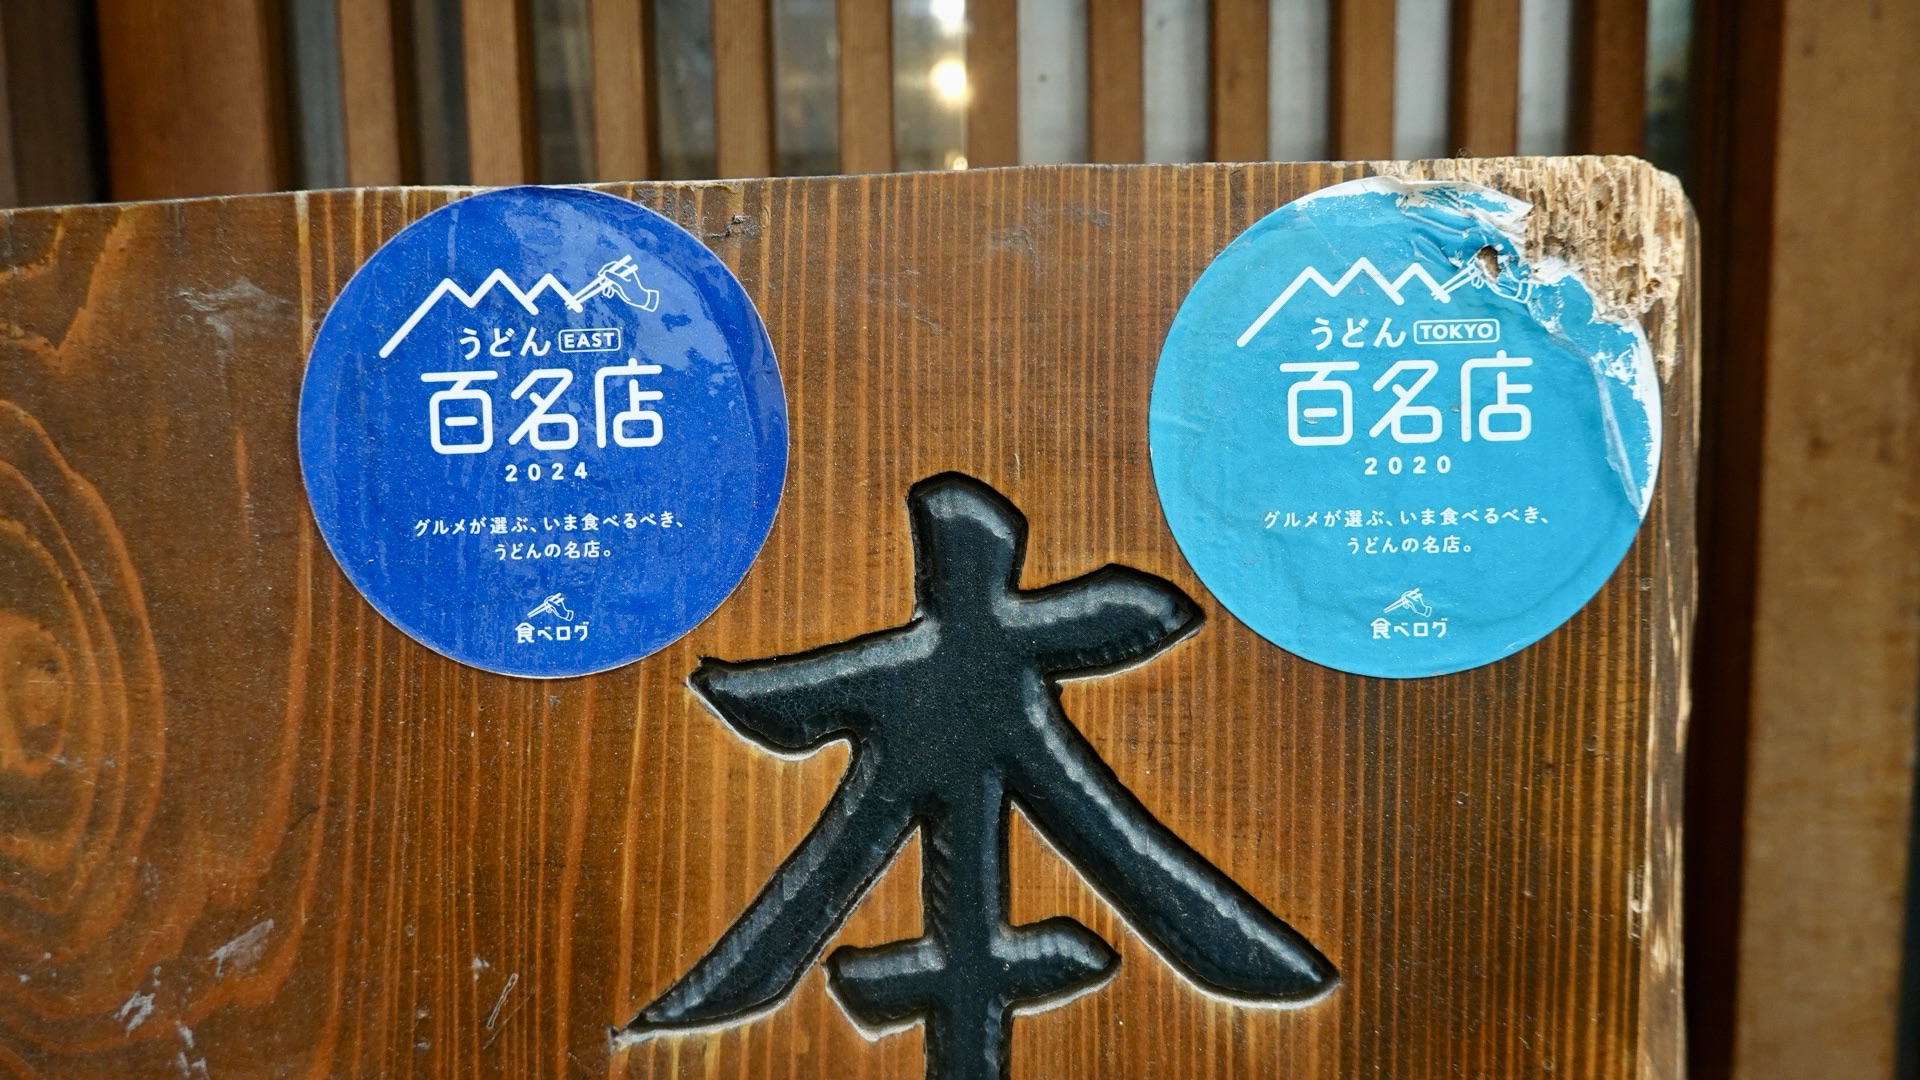 うどん EAST
百名店
2024
グルメが選ぶ、いま食べるべき、
うどんの名店。
食べログ
うどん TOKYO
百名店
2020
グルメが選ぶ、いま食べるべき、
うどんの名店。
食べログ
本